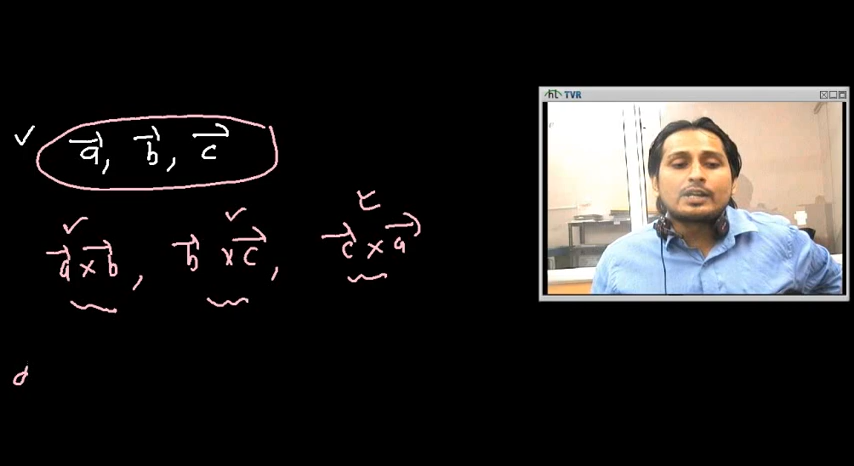 TVR
✓ a⃗, b⃗, c⃗
a⃗ × b⃗, b⃗ × c⃗, c⃗ × a⃗